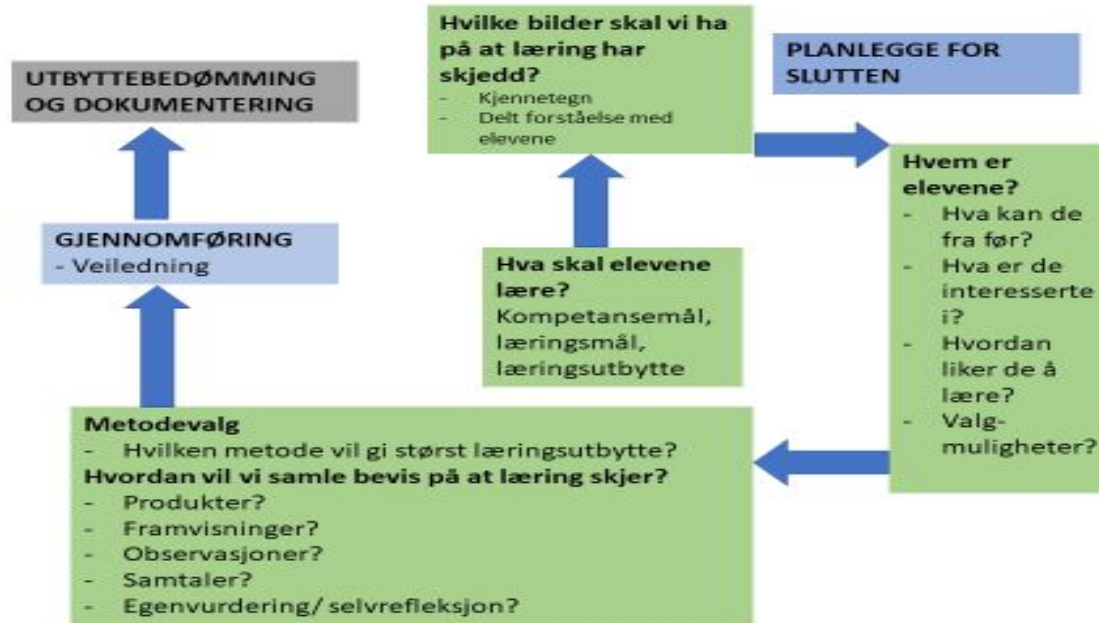 Hvilke bilder skal vi ha
på at læring har
skjedd?
- Kjennetegn
- Delt forståelse med
elevene
PLANLEGGE FOR
SLUTTEN
UTBYTTEBEDØMMING
OG DOKUMENTERING
Hvem er
elevene?
- Hva kan de
fra før?
- Hva er de
interesserte
i?
- Hvordan
liker de å
lære?
- Valg-
muligheter?
GJENNOMFØRING
- Veiledning
Hva skal elevene
lære?
Kompetansemål,
læringsmål,
læringsutbytte
Metodevalg
- Hvilken metode vil gi størst læringsutbytte?
Hvordan vil vi samle bevis på at læring skjer?
- Produkter?
- Framvisninger?
- Observasjoner?
- Samtaler?
- Egenvurdering/ selvrefleksjon?